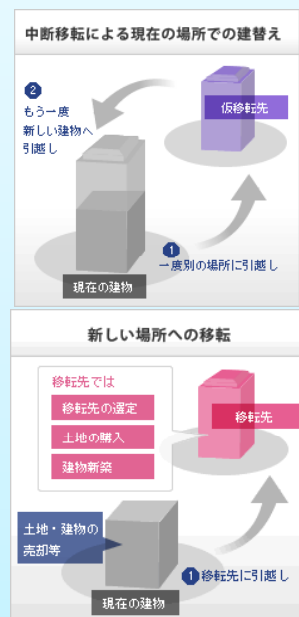 中断移転による現在の場所での建替え
2
もう一度
新しい建物へ
引越し
仮移転先
1
一度別の場所に引越し
現在の建物
新しい場所への移転
移転先では
移転先の選定
土地の購入
建物新築
移転先
土地・建物の
売却等
1 移転先に引越し
現在の建物